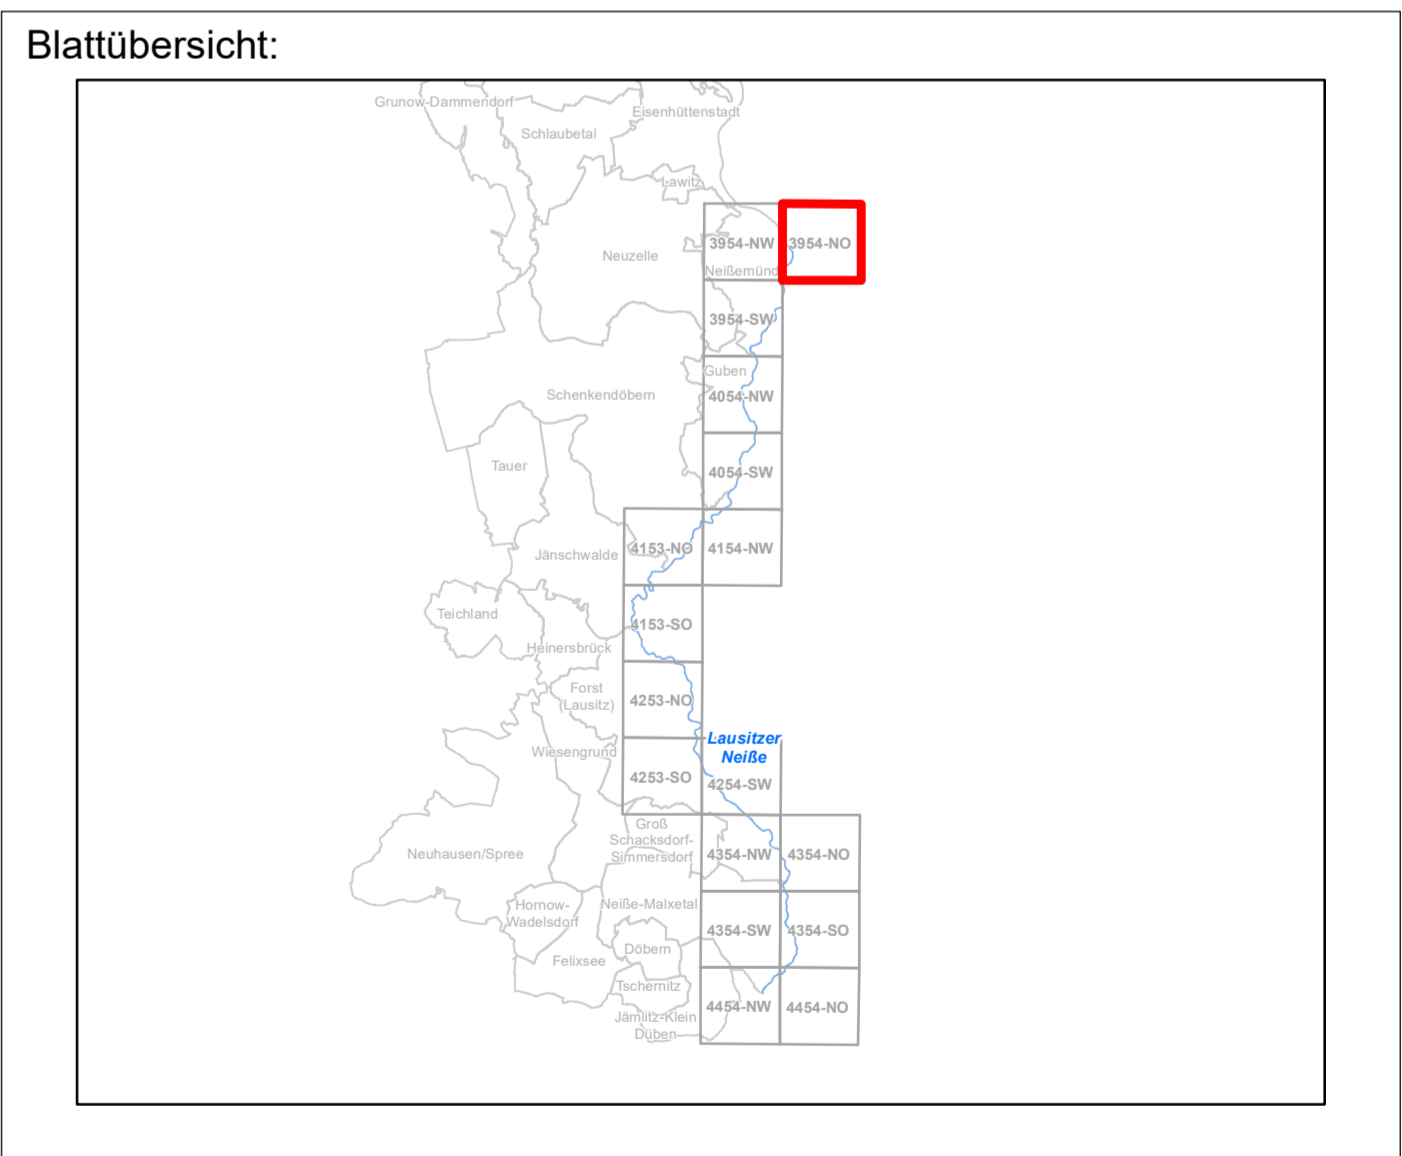 Blattübersicht:
Grunow-Dammendorf
Eisenhüttenstadt
Schlaubetal
Lawitz
3954-NW
3954-NO
Neuzelle
Neißemünd
3954-SW
Guben
Schenkendöbern
4054-NW
Tauer
4054-SW
Jänschwalde
4153-NO
4154-NW
Teichland
4153-SO
Heinersbrück
Forst
(Lausitz)
4253-NO
Lausitzer
Neiße
Wiesengrund
4253-SO
4254-SW
Groß
Schacksdorf-
Simmersdorf
Neuhausen/Spree
4354-NW
4354-NO
Hornow-
Wadelsdorf
Neiße-Malxetal
4354-SW
4354-SO
Döbern
Felixsee
Tschernitz
4454-NW
4454-NO
Jämlitz-Klein
Düben